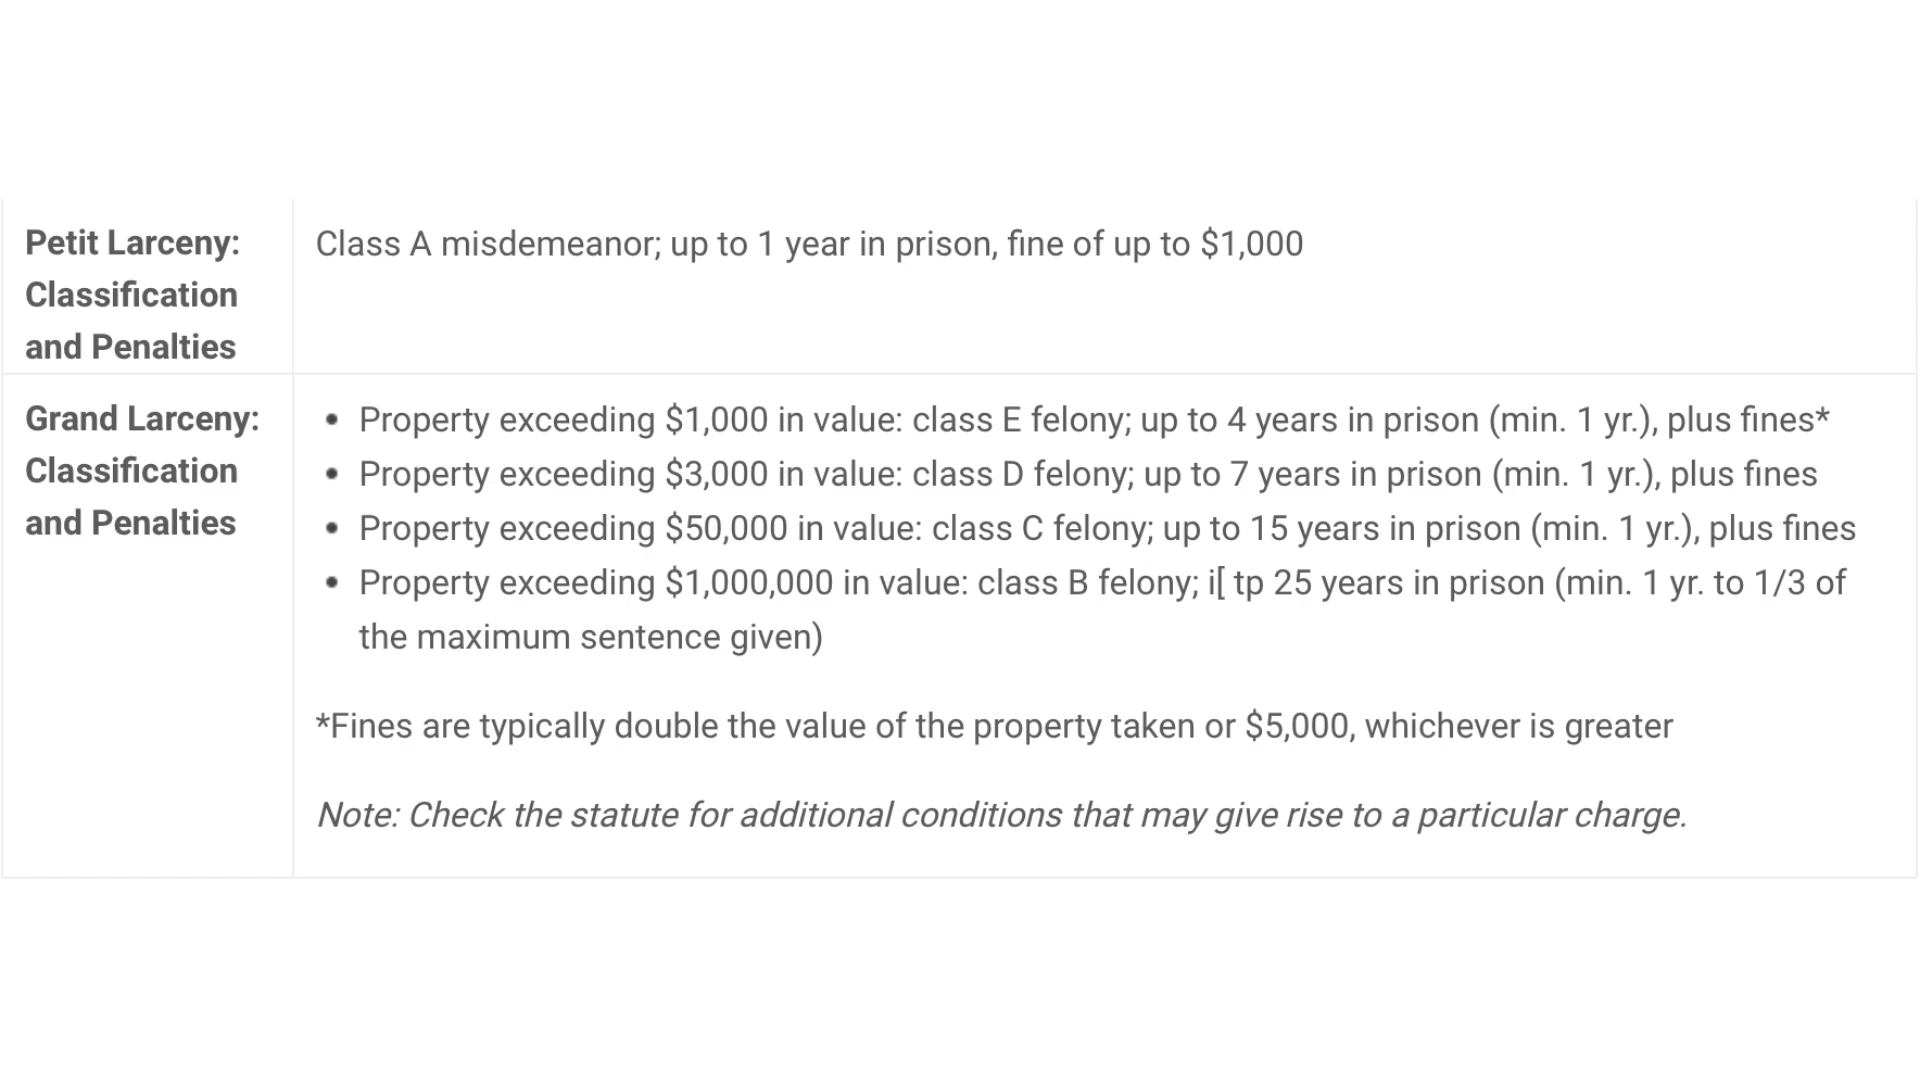 Petit Larceny:
Classification
and Penalties
Class A misdemeanor; up to 1 year in prison, fine of up to $1,000
Grand Larceny:
Classification
and Penalties
• Property exceeding $1,000 in value: class E felony; up to 4 years in prison (min. 1 yr.), plus fines*
• Property exceeding $3,000 in value: class D felony; up to 7 years in prison (min. 1 yr.), plus fines
• Property exceeding $50,000 in value: class C felony; up to 15 years in prison (min. 1 yr.), plus fines
• Property exceeding $1,000,000 in value: class B felony; i[ tp 25 years in prison (min. 1 yr. to 1/3 of
the maximum sentence given)
*Fines are typically double the value of the property taken or $5,000, whichever is greater
Note: Check the statute for additional conditions that may give rise to a particular charge.